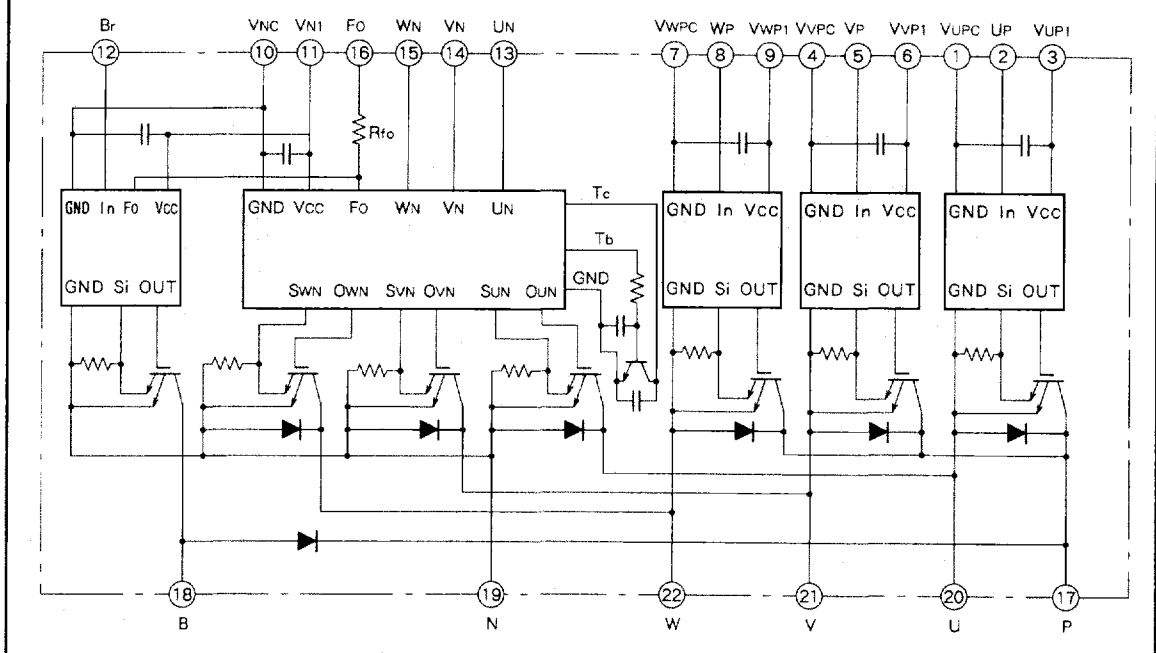 Br VNC VN1 Fo WN VN UN VWPC WP VWP1 VVPC VP VVP1 VUPC UP VUP1
12 10 11 16 15 14 13 7 8 9 4 5 6 1 2 3
Rfo
GND In Fo Vcc
GND Si OUT
GND Vcc Fo WN VN UN
SWN OWN SVN OVN SUN OUN
Tc
Tb
GND
GND In Vcc
GND Si OUT
GND In Vcc
GND Si OUT
GND In Vcc
GND Si OUT
18 19 22 21 20 17
B N W V U P